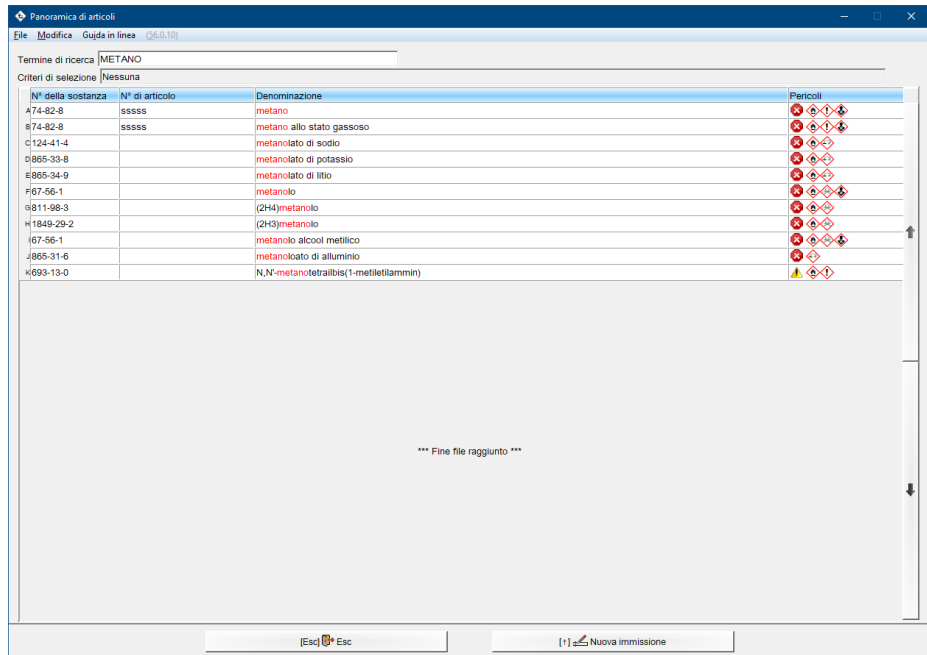 Panoramica di articoli
File Modifica Guida in linea (56.0.10)
Termine di ricerca METANO
Criteri di selezione Nessuna
N° della sostanza N° di articolo Denominazione Pericoli
A 74-82-8 sssss metano
B 74-82-8 sssss metano allo stato gassoso
C 124-41-4 metanolato di sodio
D 865-33-8 metanolato di potassio
E 865-34-9 metanolato di litio
F 67-56-1 metanolo
G 811-98-3 (2H4)metanolo
H 1849-29-2 (2H3)metanolo
I 67-56-1 metanolo alcool metilico
J 865-31-6 metanoloato di alluminio
K 693-13-0 N,N'-metanotetrailbis(1-metiletilammin)
*** Fine file raggiunto ***
[Esc] Esc [↑] Nuova immissione